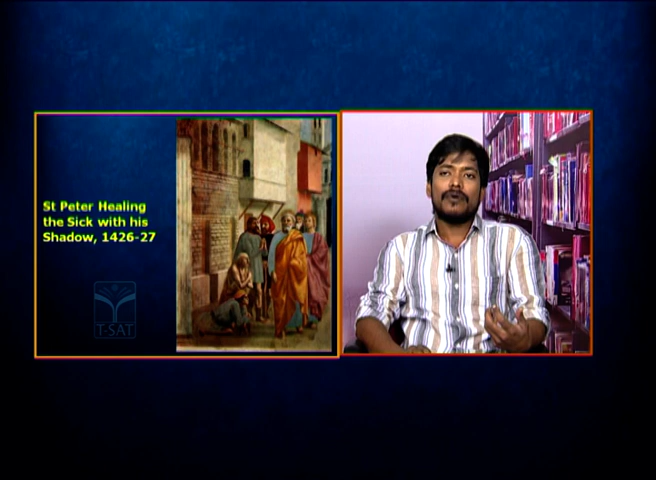 St Peter Healing
the Sick with his
Shadow, 1426-27
T-SAT